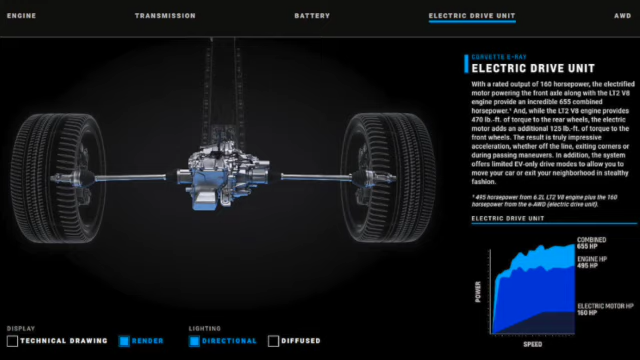 ENGINE
TRANSMISSION
BATTERY
ELECTRIC DRIVE UNIT
AWD
CORVETTE E-RAY
ELECTRIC DRIVE UNIT
With a rated output of 160 horsepower, the electrified
motor powering the front axle along with the LT2 V8
engine provide an incredible 655 combined
horsepower.¹ And, while the LT2 V8 engine provides
470 lb.-ft. of torque to the rear wheels, the electric
motor adds an additional 125 lb.-ft. of torque to the
front wheels. The result is truly impressive
acceleration, whether off the line, exiting corners or
during passing maneuvers. In addition, the system
offers limited EV-only drive modes to allow you to
move your car or exit your neighborhood in stealthy
fashion.
¹ 495 horsepower from 6.2L LT2 V8 engine plus the 160
horsepower from the e-AWD (electric drive unit).
ELECTRIC DRIVE UNIT
COMBINED
655 HP
ENGINE HP
495 HP
ELECTRIC MOTOR HP
160 HP
POWER
SPEED
DISPLAY
TECHNICAL DRAWING
RENDER
LIGHTING
DIRECTIONAL
DIFFUSED